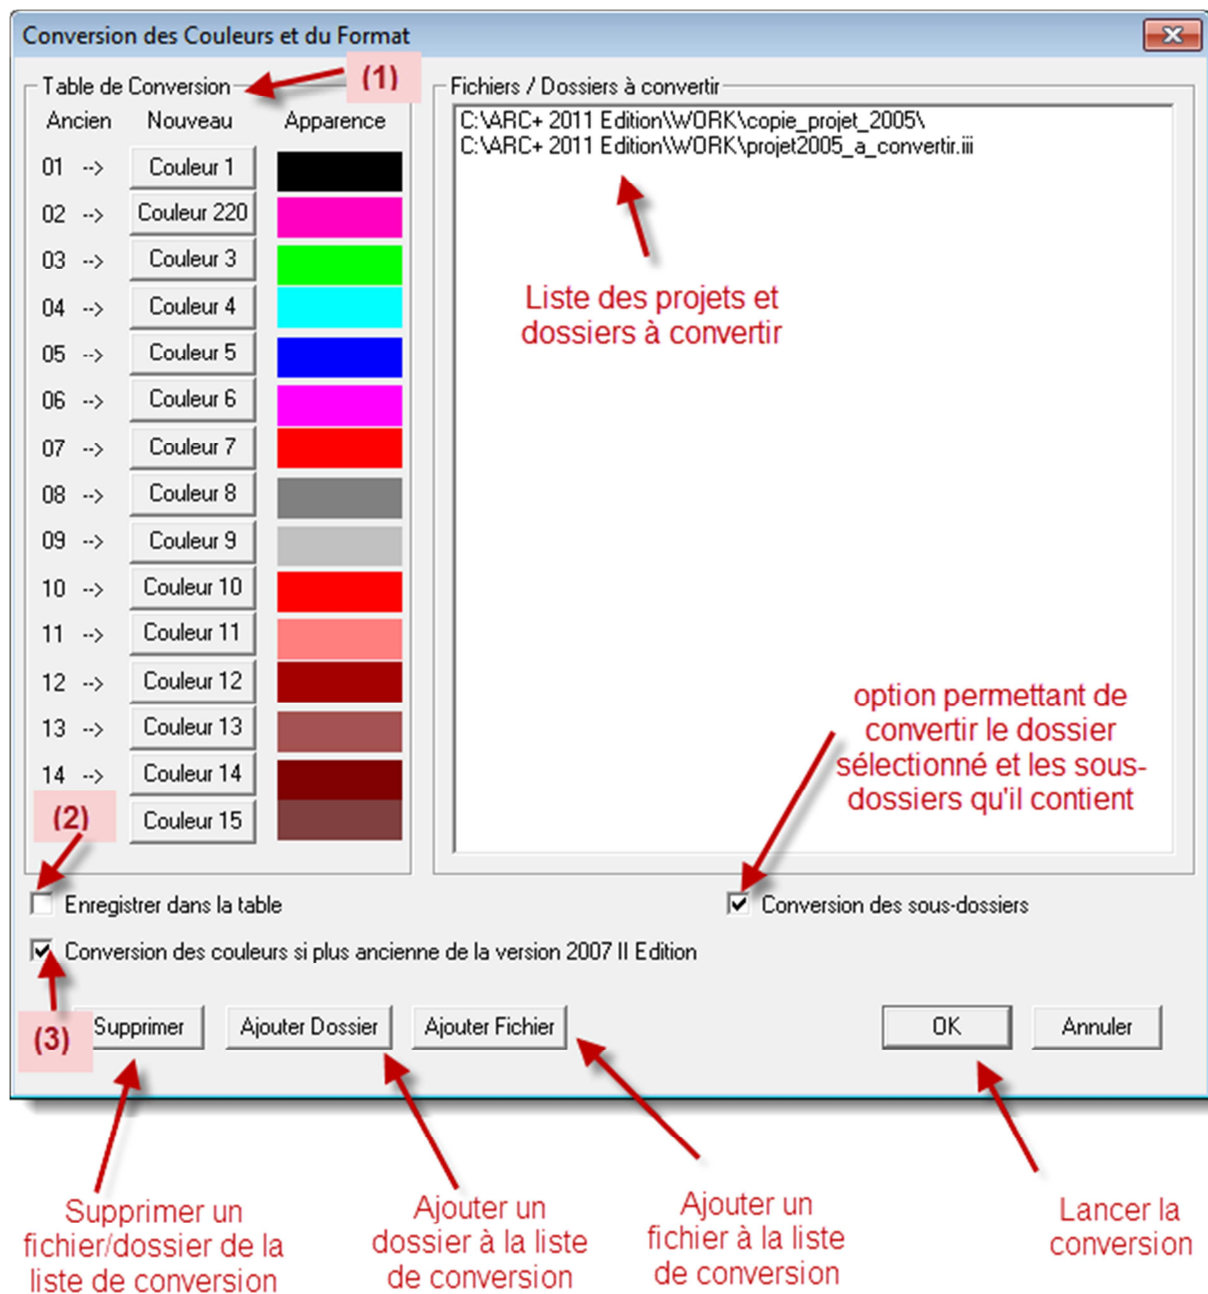 Conversion des Couleurs et du Format
Table de Conversion
(1)
Ancien Nouveau Apparence
01 --> Couleur 1
02 --> Couleur 220
03 --> Couleur 3
04 --> Couleur 4
05 --> Couleur 5
06 --> Couleur 6
07 --> Couleur 7
08 --> Couleur 8
09 --> Couleur 9
10 --> Couleur 10
11 --> Couleur 11
12 --> Couleur 12
13 --> Couleur 13
14 --> Couleur 14
(2) Couleur 15
Fichiers / Dossiers à convertir
C:\ARC+ 2011 Edition\WORK\copie_projet_2005\
C:\ARC+ 2011 Edition\WORK\projet2005_a_convertir.iii
Liste des projets et
dossiers à convertir
option permettant de
convertir le dossier
sélectionné et les sous-
dossiers qu'il contient
Enregistrer dans la table
Conversion des sous-dossiers
Conversion des couleurs si plus ancienne de la version 2007 II Edition
(3)
Supprimer Ajouter Dossier Ajouter Fichier OK Annuler
Supprimer un
fichier/dossier de la
liste de conversion
Ajouter un
dossier à la liste
de conversion
Ajouter un
fichier à la liste
de conversion
Lancer la
conversion